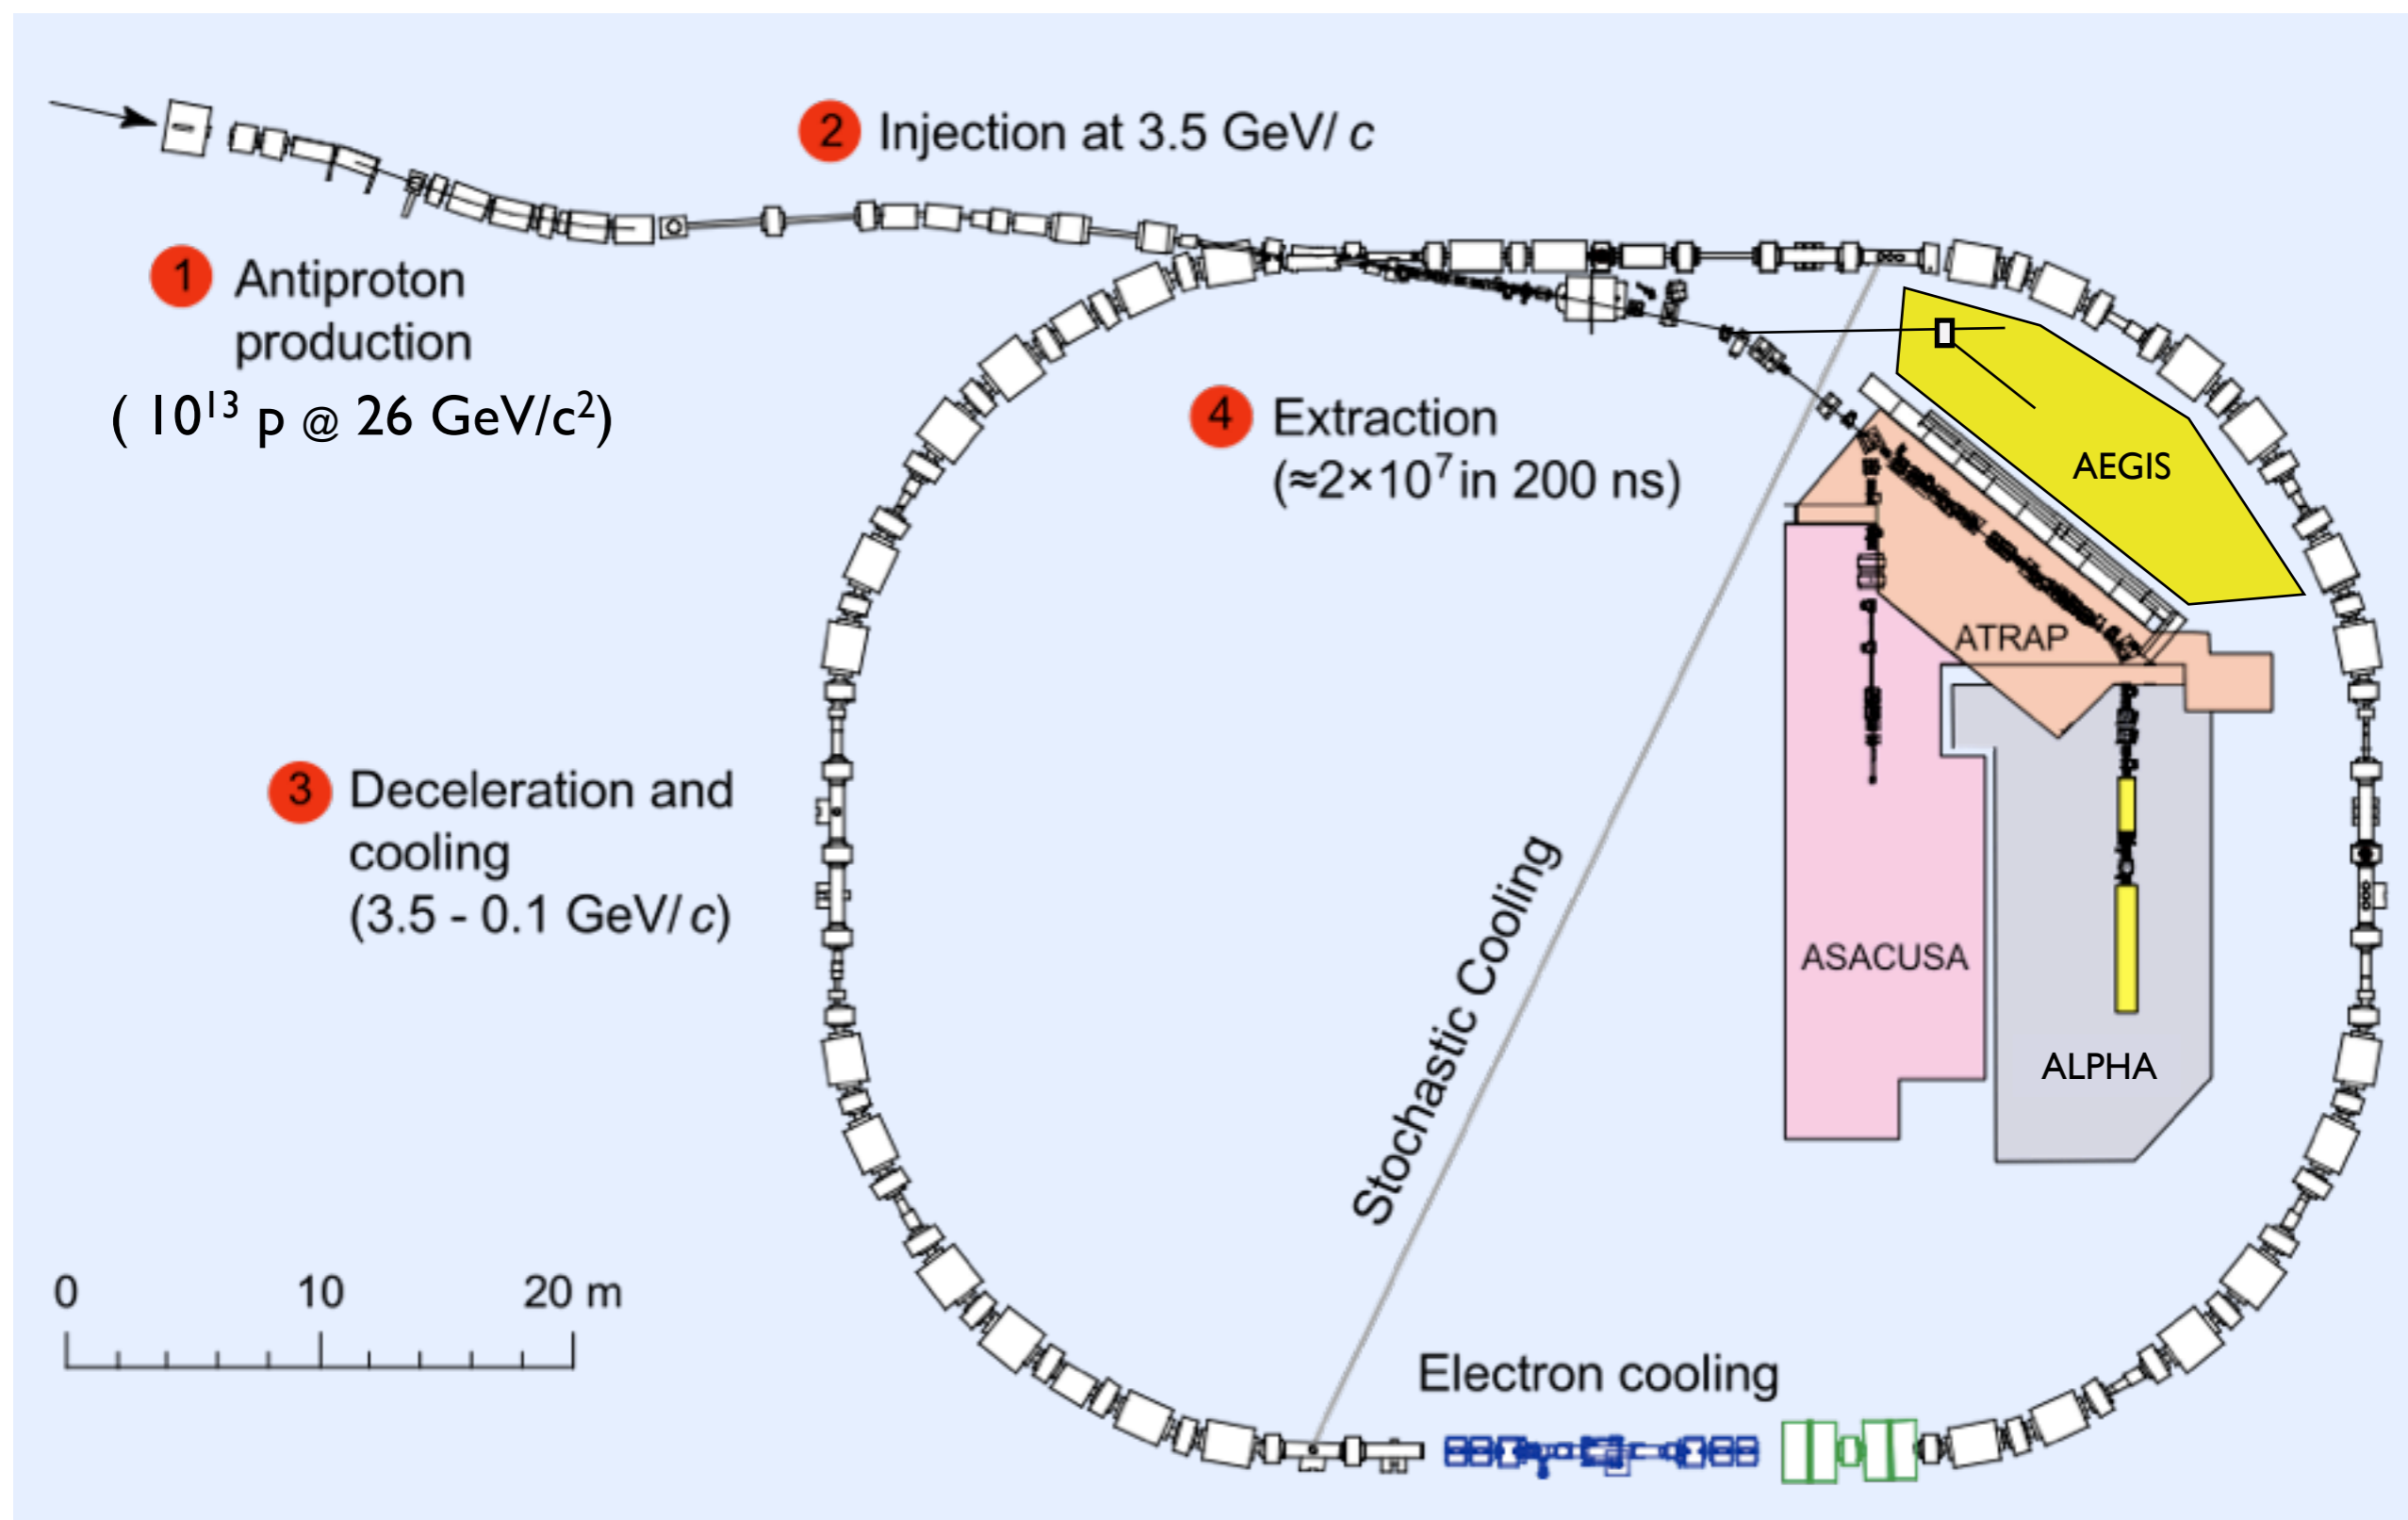 2 Injection at 3.5 GeV/ c
1 Antiproton
production
( 10¹³ p @ 26 GeV/c²)
4 Extraction
(≈2×10⁷ in 200 ns)
AEGIS
ATRAP
3 Deceleration and
cooling
(3.5 - 0.1 GeV/ c)
Stochastic Cooling
ASACUSA
ALPHA
0 10 20 m
Electron cooling